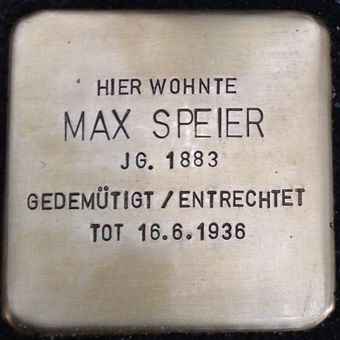 HIER WOHNTE
MAX SPEIER
JG. 1883
GEDEMÜTIGT / ENTRECHTET
TOT 16.6.1936